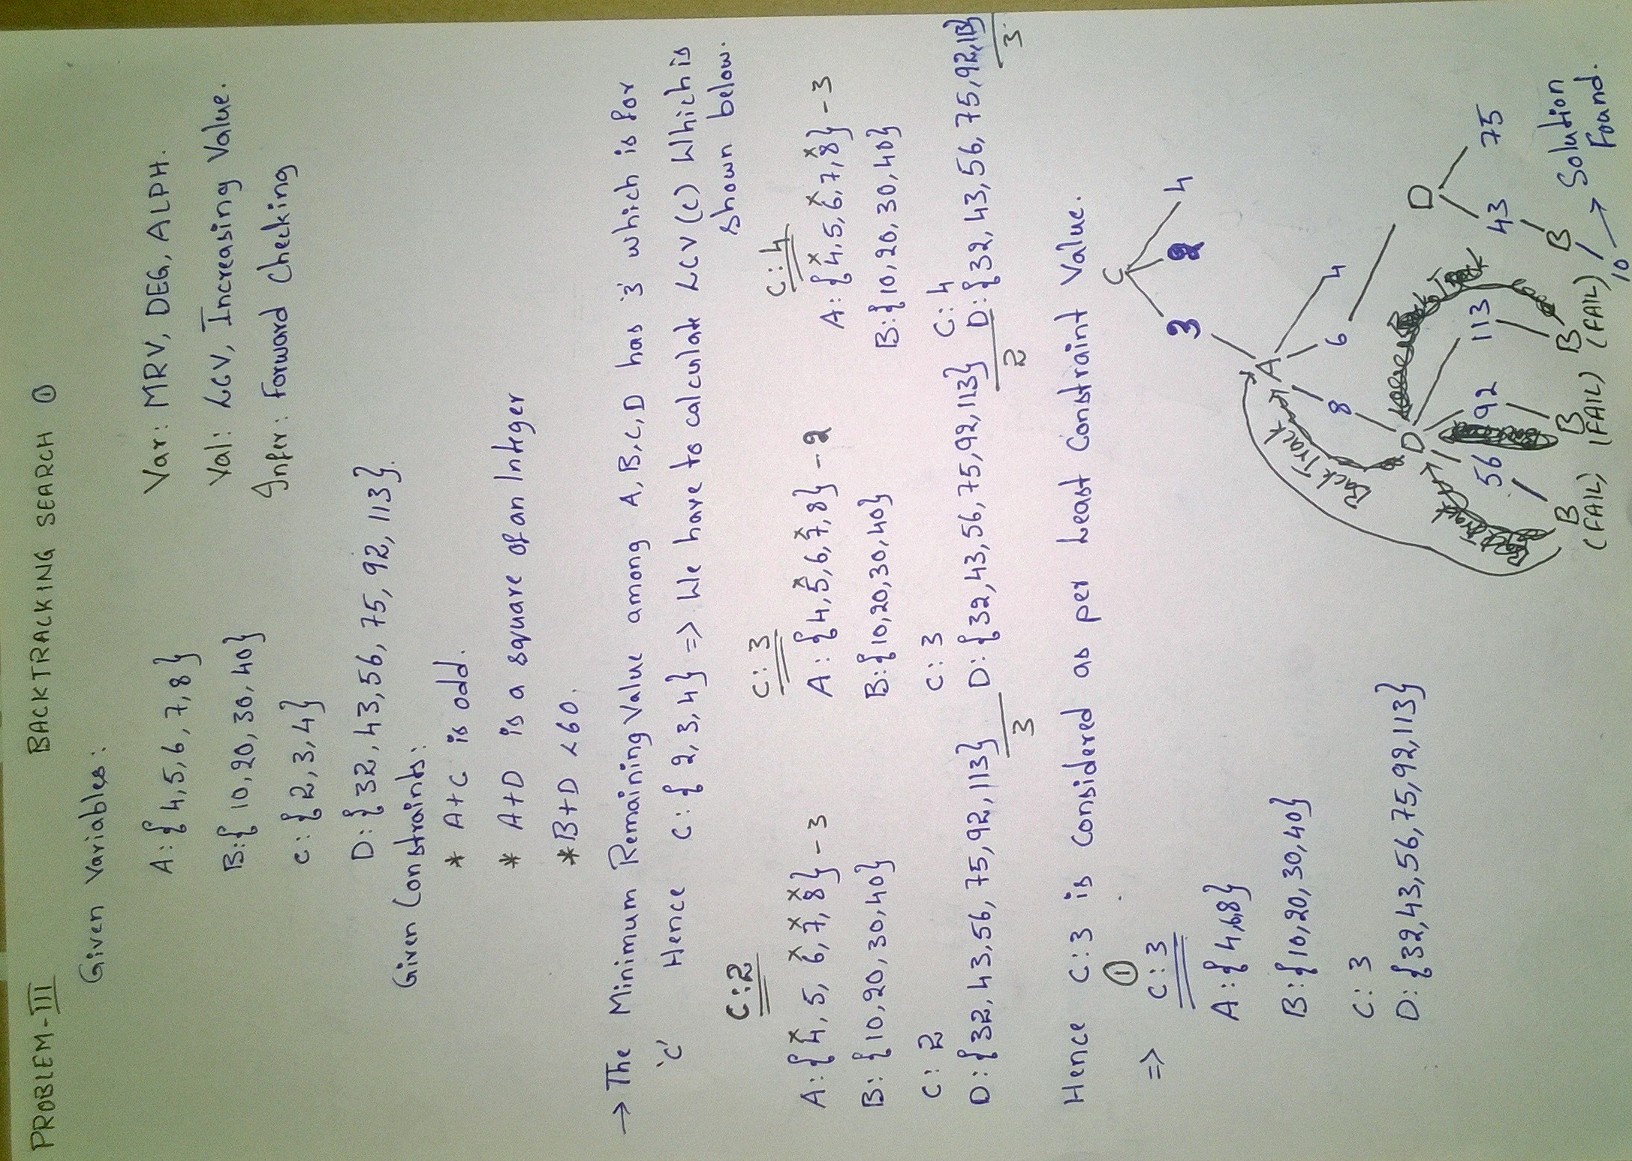 PROBLEM-III BACKTRACKING SEARCH ①
Given Variables:
A:{4,5,6,7,8}
Var: MRV, DEG, ALPH.
B:{10,20,30,40}
Val: LCV, Increasing Value.
C:{2,3,4}
Infer: Forward Checking
D:{32,43,56,75,92,113}.
Given Constraints:
* A+C is odd.
* A+D is a square of an Integer
* B+D <60.
→ The Minimum Remaining Value among A,B,C,D has '3' which is for
'C' Hence C:{2,3,4} => We have to calculate LCV(C) Which is
shown below.
C:2
A:{4,5,6,7,8} - 3
B:{10,20,30,40}
C:2
D:{32,43,56,75,92,113}
3
C:3
A:{4,5,6,7,8} - 2
B:{10,20,30,40}
C:3
D:{32,43,56,75,92,113}
2
C:4
A:{4,5,6,7,8} - 3
B:{10,20,30,40}
C:4
D:{32,43,56,75,92,113}
3
Hence C:3 is considered as per Least Constraint Value.
①
=> C:3
A:{4,6,8}
B:{10,20,30,40}
C:3
D:{32,43,56,75,92,113}
C
3 2 4
A
BackTrack
8 6 4
D D
BackTrack
56 92 113 43 75
B B B B
(FAIL) (FAIL) (FAIL)
10 → Solution
Found.